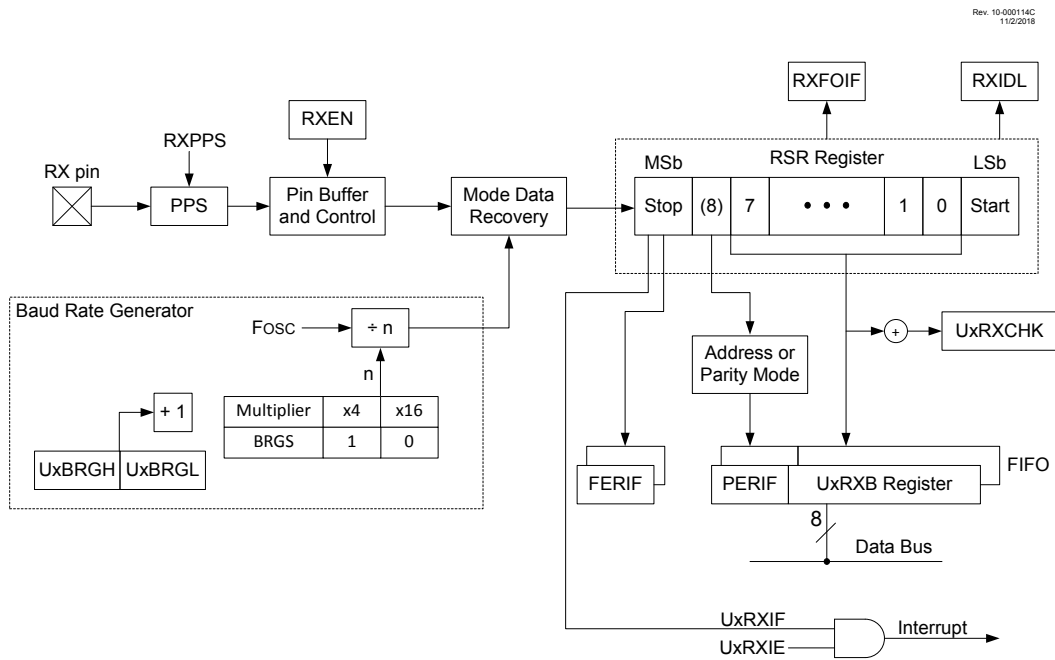 Rev. 10-000114C
11/2/2018
RXFOIF
RXIDL
RXEN
RXPPS
MSb
RSR Register
LSb
RX pin
PPS
Pin Buffer
and Control
Mode Data
Recovery
Stop (8) 7 • • • 1 0 Start
Baud Rate Generator
FOSC
÷ n
+
UxRXCHK
Address or
Parity Mode
n
+ 1
Multiplier x4 x16
BRGS 1 0
UxBRGH UxBRGL
FIFO
FERIF
PERIF UxRXB Register
8
Data Bus
UxRXIF
UxRXIE
Interrupt